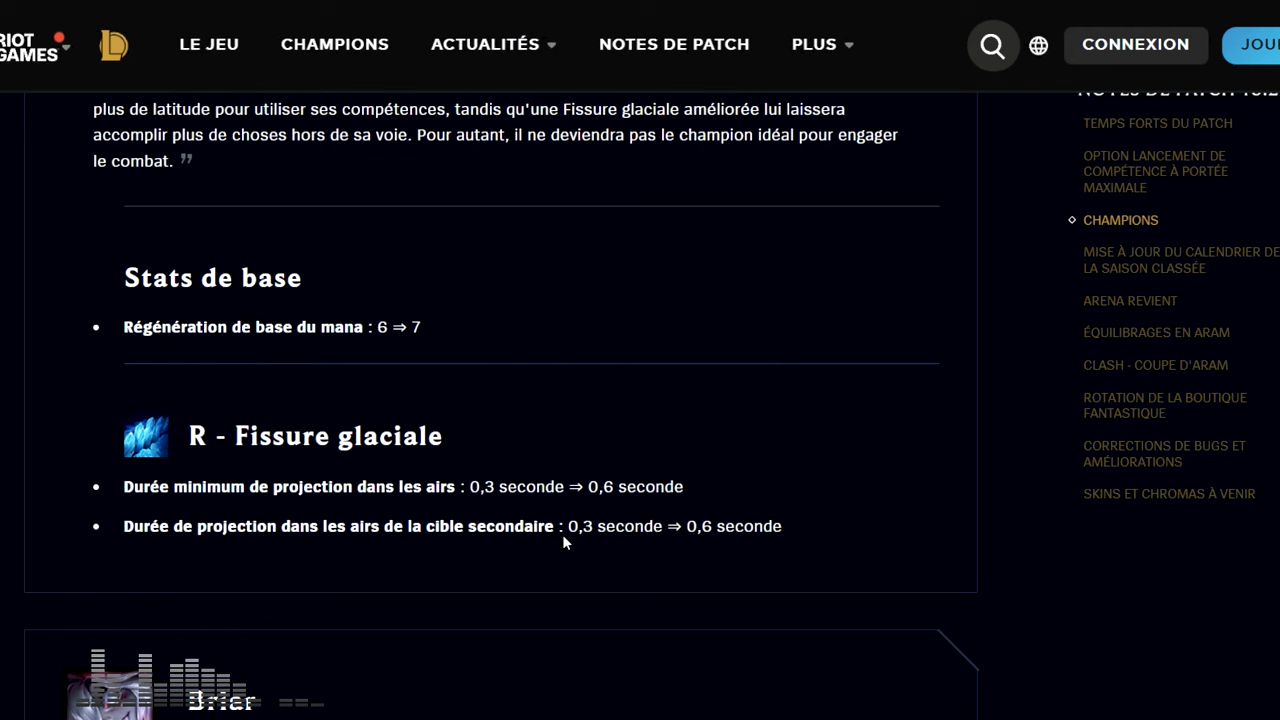 RIOT GAMES LE JEU CHAMPIONS ACTUALITÉS NOTES DE PATCH PLUS CONNEXION JOU
plus de latitude pour utiliser ses compétences, tandis qu'une Fissure glaciale améliorée lui laissera
accomplir plus de choses hors de sa voie. Pour autant, il ne deviendra pas le champion idéal pour engager
le combat. ”
Stats de base
• Régénération de base du mana : 6 ⇒ 7
R - Fissure glaciale
• Durée minimum de projection dans les airs : 0,3 seconde ⇒ 0,6 seconde
• Durée de projection dans les airs de la cible secondaire : 0,3 seconde ⇒ 0,6 seconde
Briar
NOTES DE PATCH
TEMPS FORTS DU PATCH
OPTION LANCEMENT DE
COMPÉTENCE À PORTÉE
MAXIMALE
CHAMPIONS
MISE À JOUR DU CALENDRIER DE
LA SAISON CLASSÉE
ARENA REVIENT
ÉQUILIBRAGES EN ARAM
CLASH - COUPE D'ARAM
ROTATION DE LA BOUTIQUE
FANTASTIQUE
CORRECTIONS DE BUGS ET
AMÉLIORATIONS
SKINS ET CHROMAS À VENIR